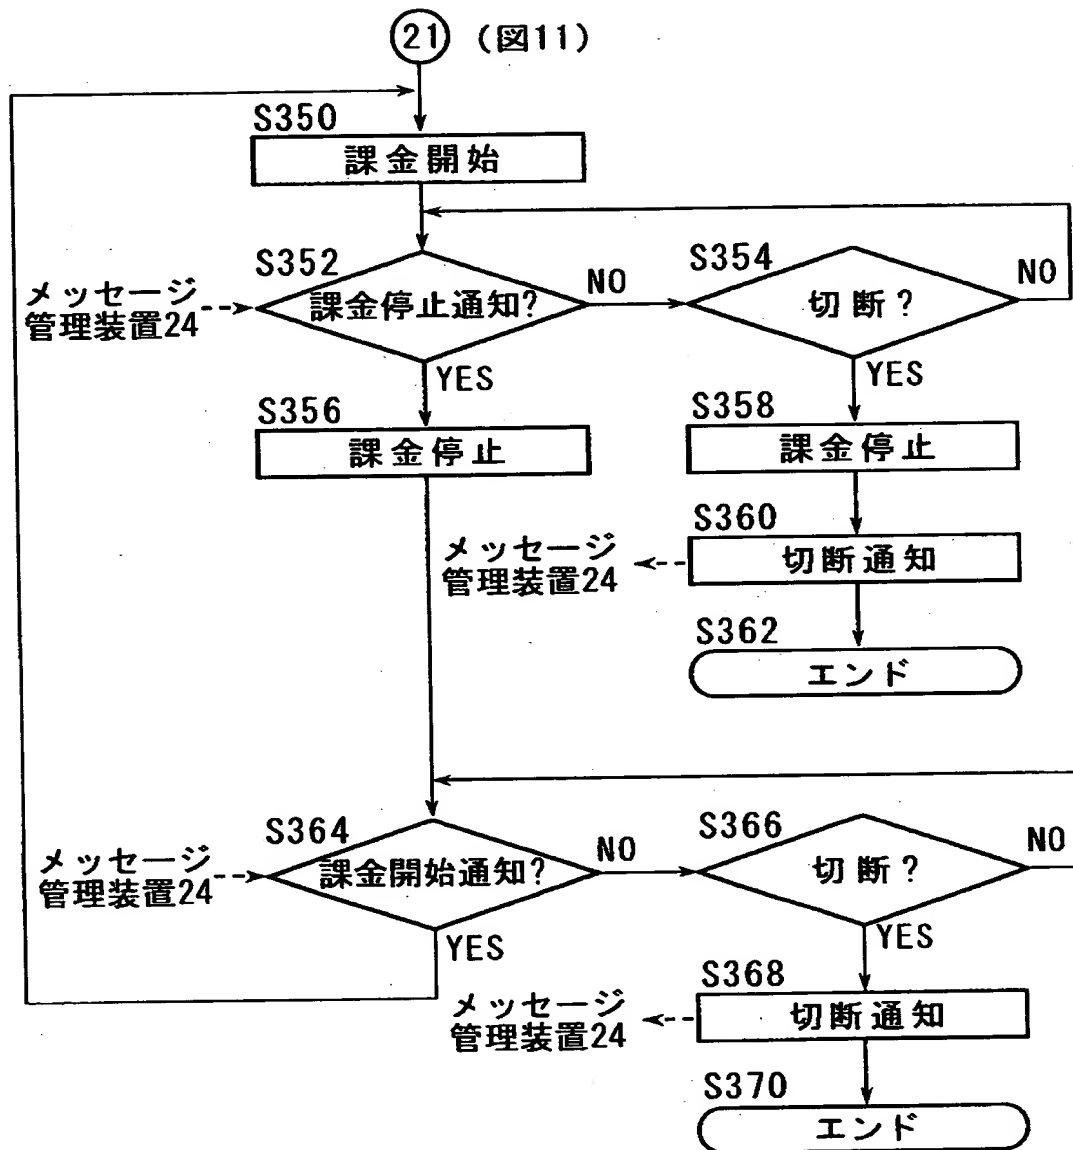 21 (図11)
S350
課金開始
S352
メッセージ
管理装置24
課金停止通知?
NO
S354
切断?
NO
YES
YES
S356
課金停止
S358
課金停止
S360
メッセージ
管理装置24
切断通知
S362
エンド
S364
メッセージ
管理装置24
課金開始通知?
NO
S366
切断?
NO
YES
YES
S368
メッセージ
管理装置24
切断通知
S370
エンド